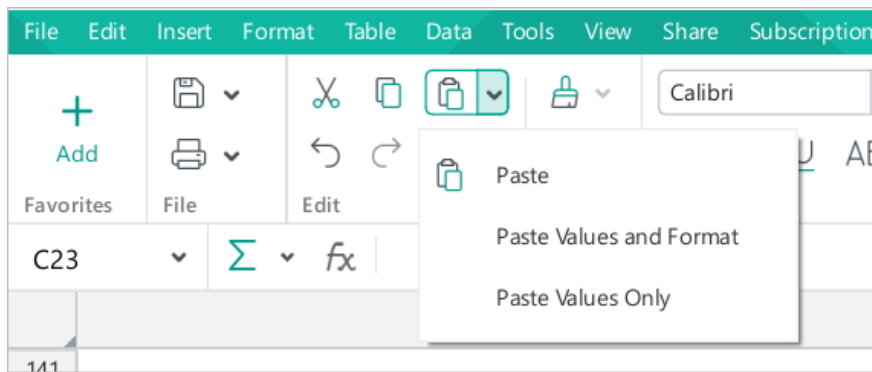 File Edit Insert Format Table Data Tools View Share Subscription
Calibri
Add
Favorites File Edit
Paste
Paste Values and Format
Paste Values Only
C23 Σ fx
141